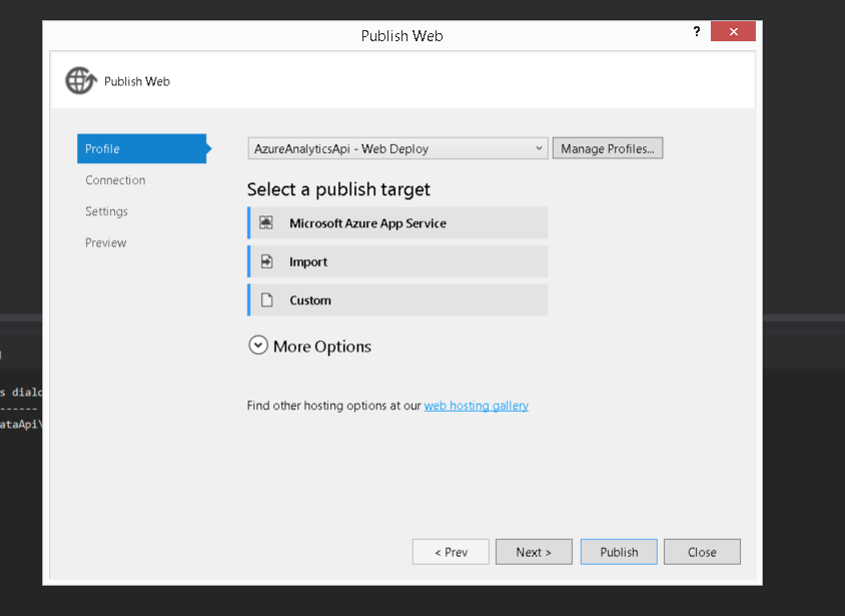 Publish Web
?
Publish Web
Profile
Connection
Settings
Preview
AzureAnalyticsApi - Web Deploy
Manage Profiles...
Select a publish target
Microsoft Azure App Service
Import
Custom
More Options
Find other hosting options at our web hosting gallery
s dialo
------
ataApi\
< Prev
Next >
Publish
Close